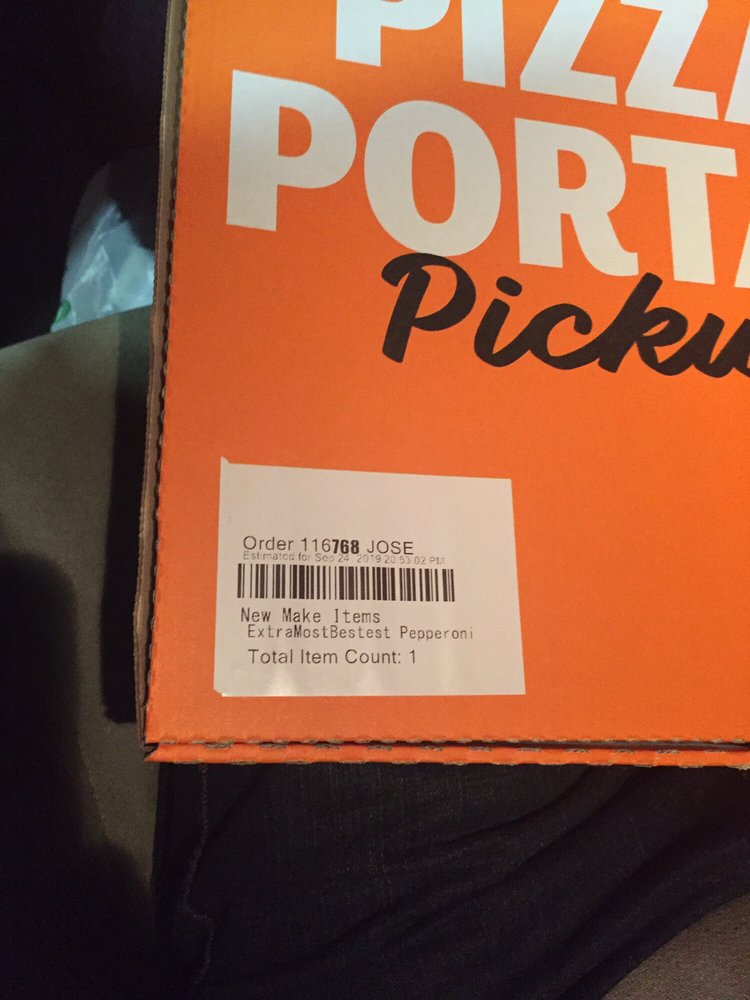 PIZZ
PORTA
Picku
Order 116768 JOSE
Estimated for Sep 24, 2019 20:53:02 PM
New Make Items
ExtraMostBestest Pepperoni
Total Item Count: 1